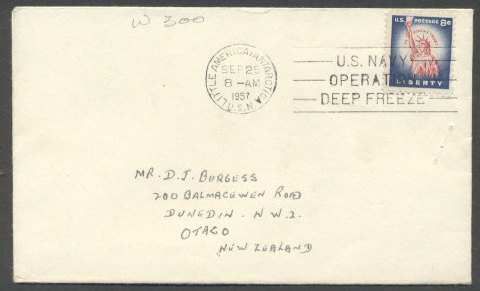 W 300
U.S. POSTAGE 8¢
LIBERTY
LITTLE AMERICA, ANTARCTICA
SEP 25
8-AM
1957
U.S.N.
U.S. NAVY
OPERATION
DEEP FREEZE
MR. D. J. BURGESS
200 BALMACEWEN ROAD
DUNEDIN. N.W.2.
OTAGO
NEW ZEALAND